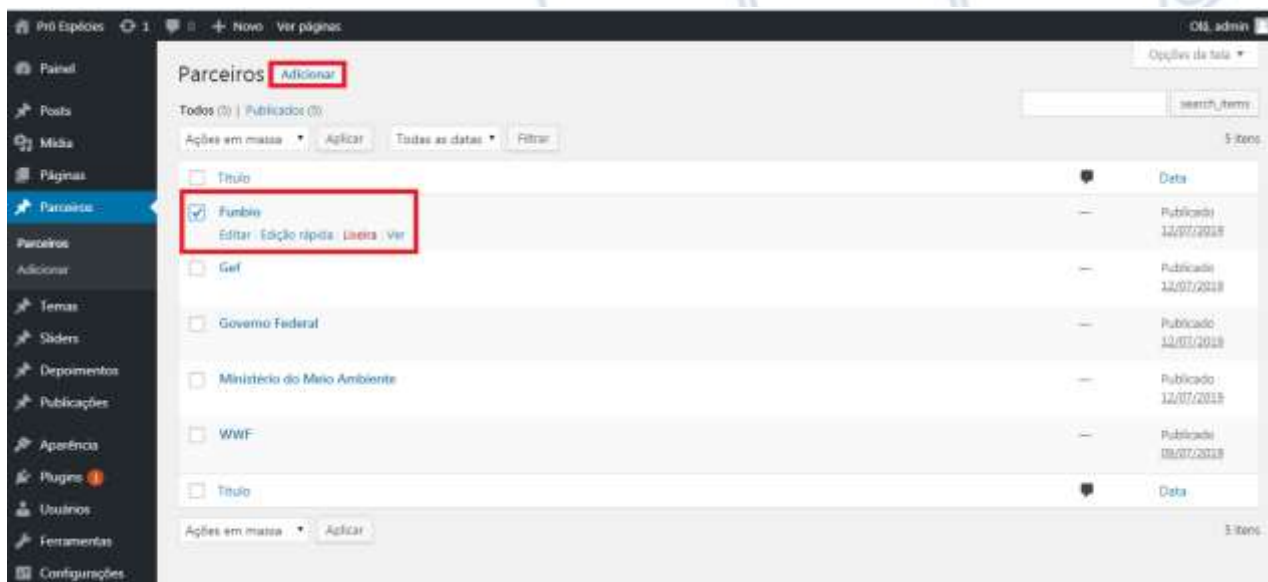 Pró Espécies 1 0 + Novo Ver páginas Olá, admin
Painel
Posts
Mídia
Páginas
Parceiros
Parceiros
Adicionar
Temas
Sliders
Depoimentos
Publicações
Aparência
Plugins 1
Usuários
Ferramentas
Configurações
Opções da tela
Parceiros Adicionar
Todos (5) | Publicados (5)
search_items
Ações em massa Aplicar Todas as datas Filtrar 5 itens
Título Data
Funbio — Publicado
Editar | Edição rápida | Lixeira | Ver 12/07/2019
Gef — Publicado
12/07/2019
Governo Federal — Publicado
12/07/2019
Ministério do Meio Ambiente — Publicado
12/07/2019
WWF — Publicado
09/07/2019
Título Data
Ações em massa Aplicar 5 itens